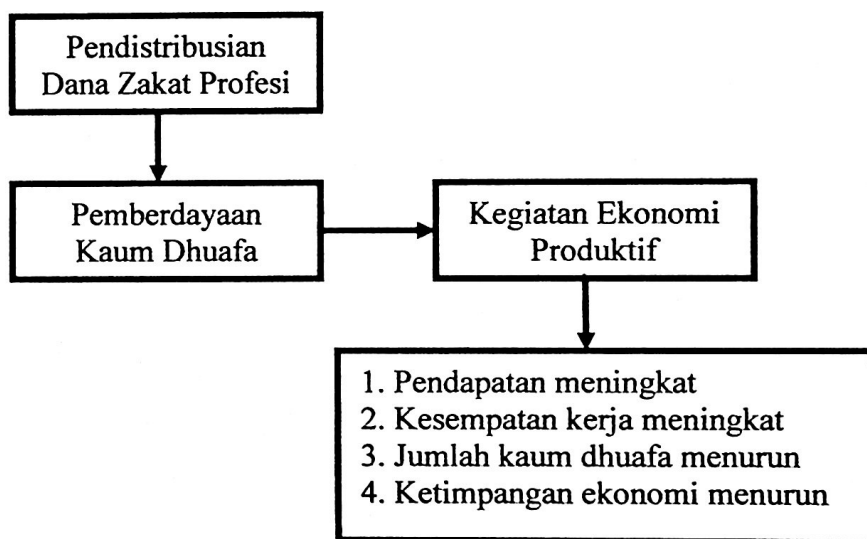 Pendistribusian
Dana Zakat Profesi
Pemberdayaan
Kaum Dhuafa
Kegiatan Ekonomi
Produktif
1. Pendapatan meningkat
2. Kesempatan kerja meningkat
3. Jumlah kaum dhuafa menurun
4. Ketimpangan ekonomi menurun